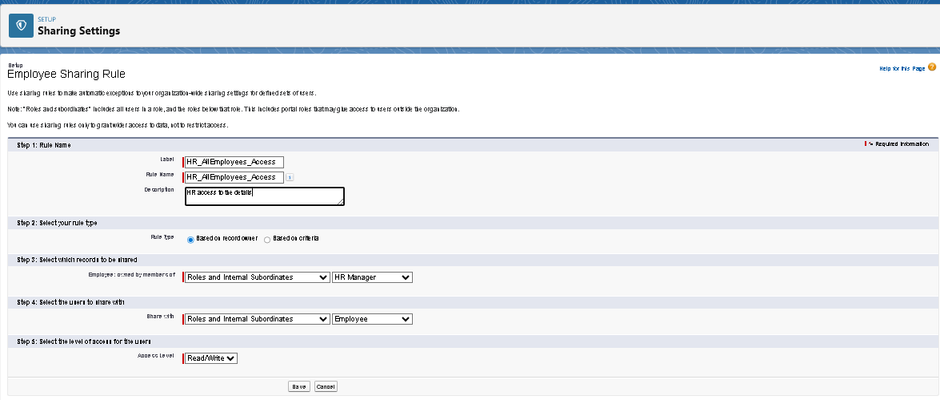 SETUP
Sharing Settings
Setup
Employee Sharing Rule
Help for this Page
Use sharing rules to make automatic exceptions to your organization-wide sharing settings for defined sets of users.
Note: "Roles and subordinates" includes all users in a role, and the roles below that role. This includes portal roles that may give access to users outside the organization.
You can use sharing rules only to grant wider access to data, not to restrict access.
Step 1: Rule Name
= Required Information
Label
HR_AllEmployees_Access
Rule Name
HR_AllEmployees_Access
i
Description
HR access to the details
Step 2: Select your rule type
Rule Type
Based on record owner
Based on criteria
Step 3: Select which records to be shared
Employee: owned by members of
Roles and Internal Subordinates
HR Manager
Step 4: Select the users to share with
Share with
Roles and Internal Subordinates
Employee
Step 5: Select the level of access for the users
Access Level
Read/Write
Save
Cancel